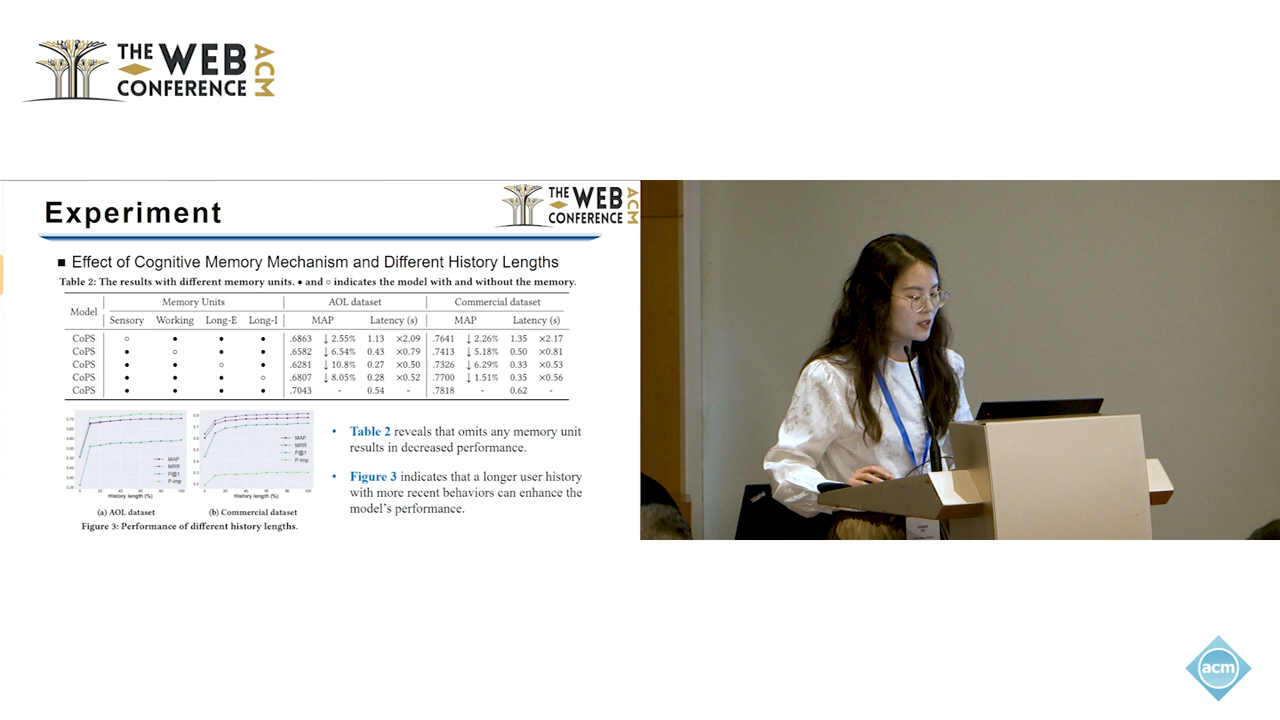 THE WEB CONFERENCE ACM
Experiment
THE WEB CONFERENCE ACM
■ Effect of Cognitive Memory Mechanism and Different History Lengths
Table 2: The results with different memory units. • and ◦ indicates the model with and without the memory.
Model Memory Units AOL dataset Commercial dataset
Sensory Working Long-E Long-I MAP Latency (s) MAP Latency (s)
CoPS ◦ • • • .6863 ↓ 2.55% 1.13 ×2.09 .7641 ↓ 2.26% 1.35 ×2.17
CoPS • ◦ • • .6582 ↓ 6.54% 0.43 ×0.79 .7413 ↓ 5.18% 0.50 ×0.81
CoPS • • ◦ • .6281 ↓ 10.8% 0.27 ×0.50 .7326 ↓ 6.29% 0.33 ×0.53
CoPS • • • ◦ .6807 ↓ 8.05% 0.28 ×0.52 .7700 ↓ 1.51% 0.35 ×0.56
CoPS • • • • .7043 - 0.54 - .7818 - 0.62 -
MAP
MRR
P@1
P-imp
History length (%)
(a) AOL dataset
MAP
MRR
P@1
P-imp
History length (%)
(b) Commercial dataset
Figure 3: Performance of different history lengths.
• Table 2 reveals that omits any memory unit
results in decreased performance.
• Figure 3 indicates that a longer user history
with more recent behaviors can enhance the
model's performance.
acm